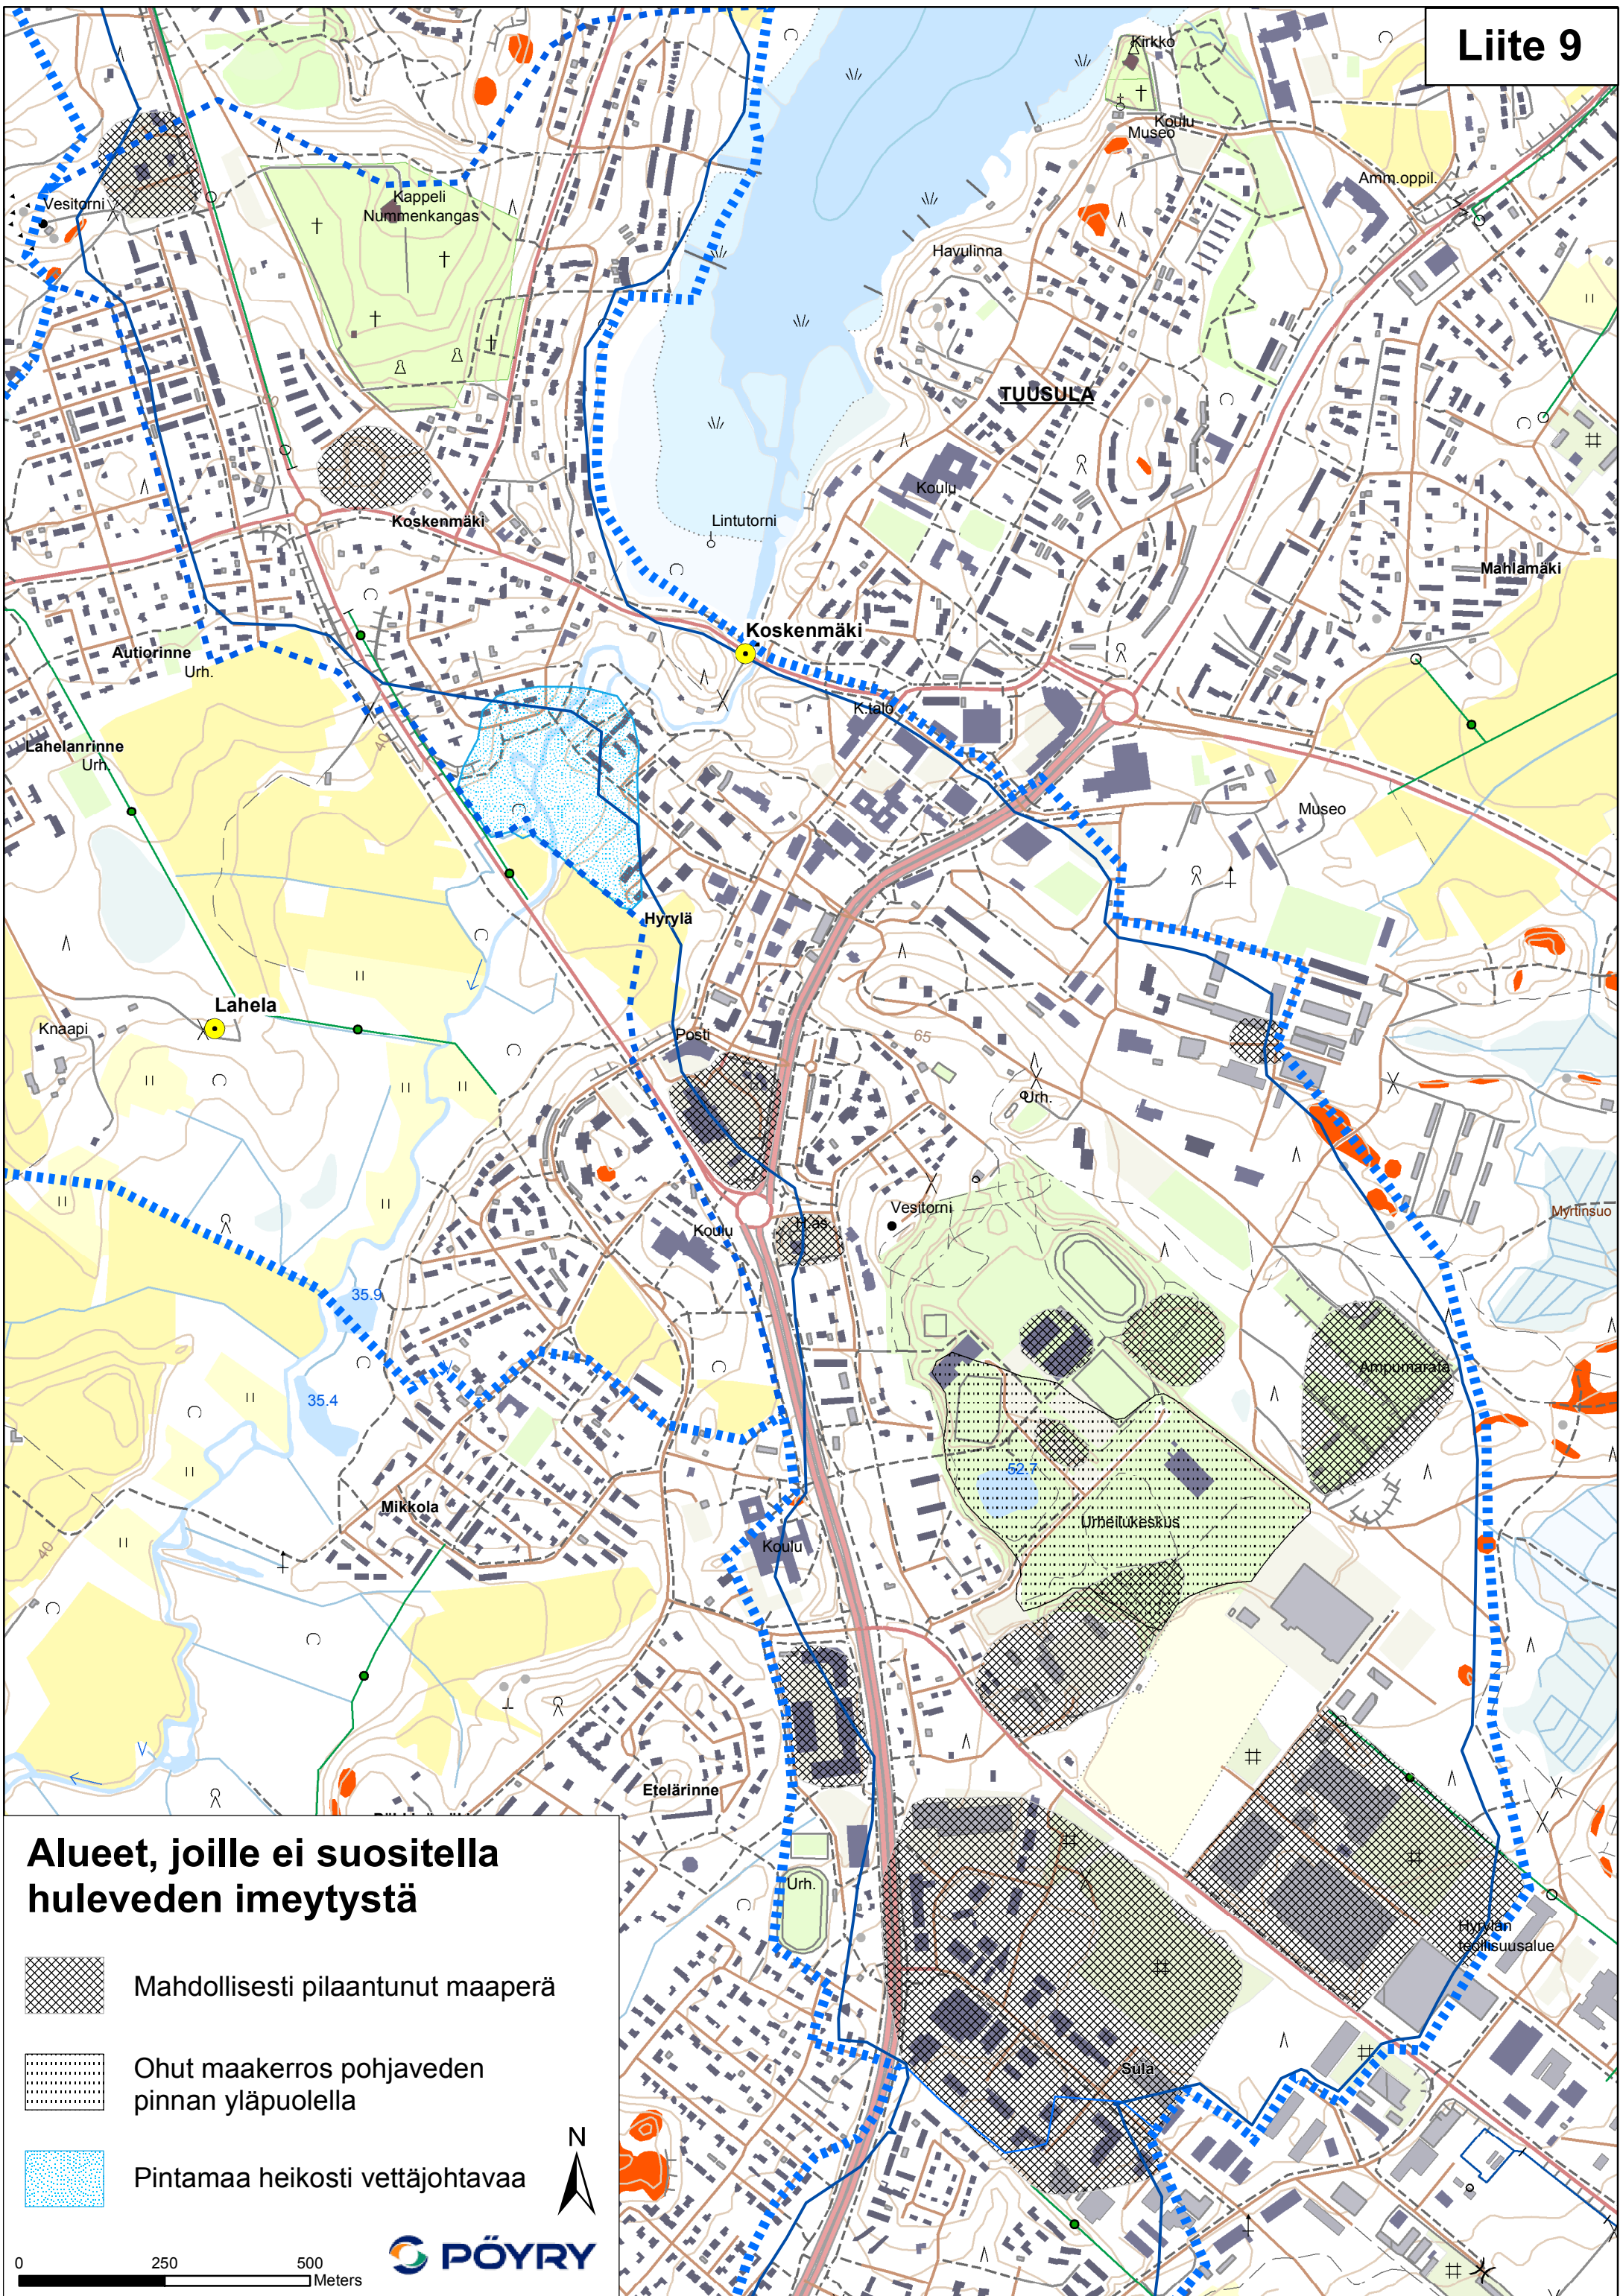 Liite 9
Kirkko
Koulu
Museo
Amm.oppil.
Vesitorni
Kappeli
Nummenkangas
Havulinna
TUUSULA
Koulu
Koskenmäki
Lintutorni
Mahlamäki
Koskenmäki
Autiorinne
Urh.
K.talo
Lahelanrinne
Urh.
40
Museo
Hyrylä
Lahela
Knaapi
Posti
65
Urh.
Vesitorni
Myrtinsuo
Koulu
H.as.
35.9
Ampumarata
35.4
52.7
Mikkola
Urheilukeskus
Koulu
40
Etelärinne
Urh.
Hyrylän
teollisuusalue
Sula
Alueet, joille ei suositella
huleveden imeytystä
Mahdollisesti pilaantunut maaperä
Ohut maakerros pohjaveden
pinnan yläpuolella
Pintamaa heikosti vettäjohtavaa
N
PÖYRY
0 250 500
Meters